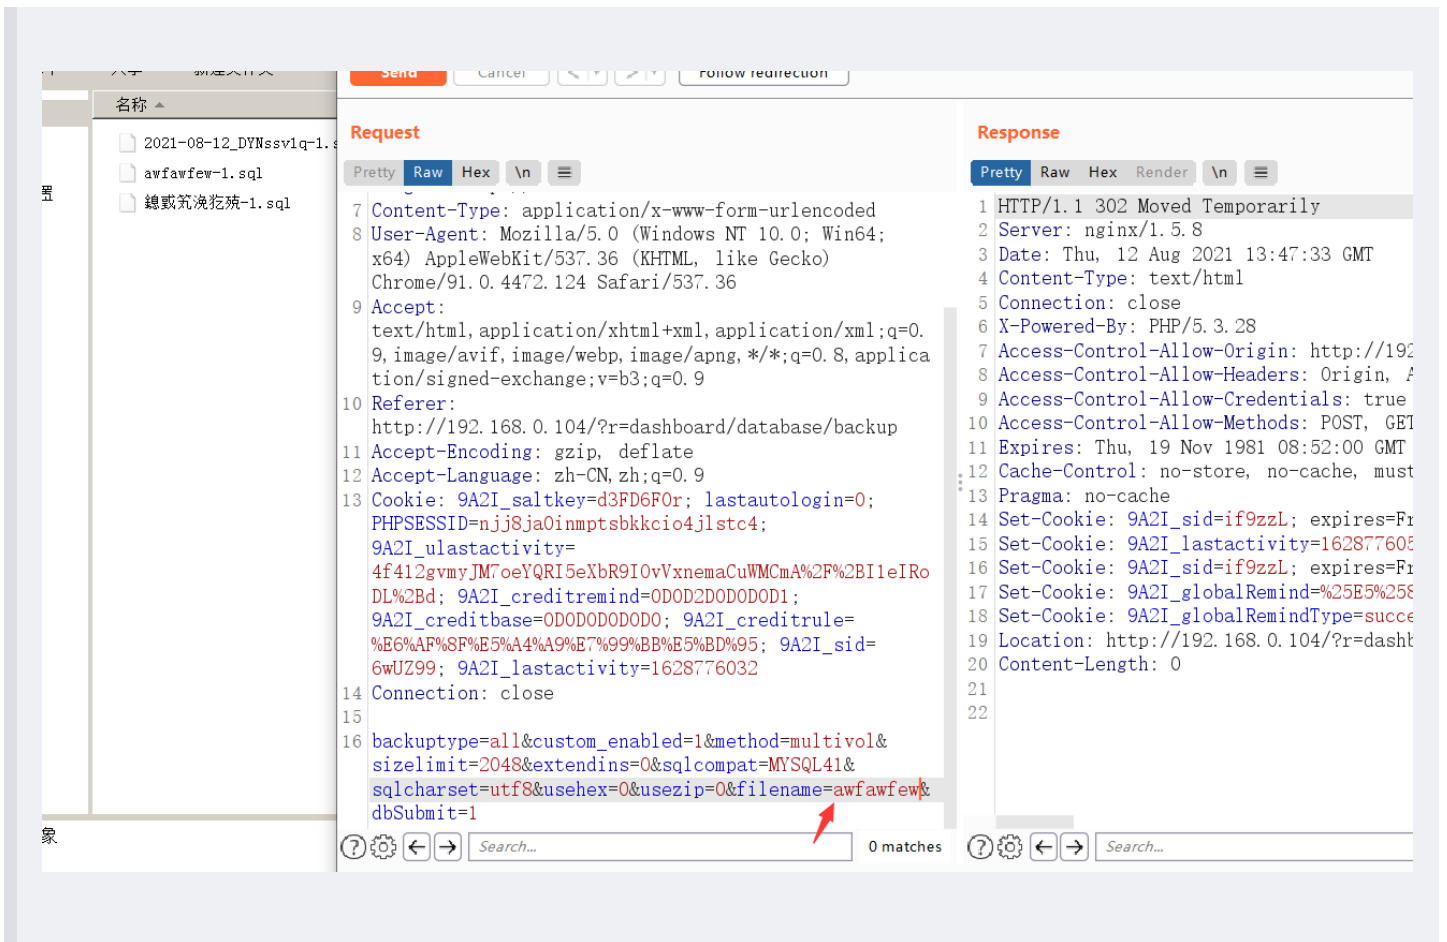 Send
Cancel
Follow redirection
名称
置
2021-08-12_DYNssv1q-1.s
awfawfew-1.sql
象
Request
Pretty Raw Hex \n
7 Content-Type: application/x-www-form-urlencoded
8 User-Agent: Mozilla/5.0 (Windows NT 10.0; Win64;
x64) AppleWebKit/537.36 (KHTML, like Gecko)
Chrome/91.0.4472.124 Safari/537.36
9 Accept:
text/html,application/xhtml+xml,application/xml;q=0.
9,image/avif,image/webp,image/apng,*/*;q=0.8,applica
tion/signed-exchange;v=b3;q=0.9
10 Referer:
http://192.168.0.104/?r=dashboard/database/backup
11 Accept-Encoding: gzip, deflate
12 Accept-Language: zh-CN,zh;q=0.9
13 Cookie: 9A2I_saltkey=d3FD6F0r; lastautologin=0;
PHPSESSID=njj8ja0inmptsbkkcio4jlstc4;
9A2I_ulastactivity=
4f412gvmyJM7oeYQRI5eXbR9I0vVxnemaCuWMCmA%2F%2BI1eIRo
DL%2Bd; 9A2I_creditremind=0D0D2D0D0D0D1;
9A2I_creditbase=0D0D0D0D0D0; 9A2I_creditrule=
%E6%AF%8F%E5%A4%A9%E7%99%BB%E5%BD%95; 9A2I_sid=
6wUZ99; 9A2I_lastactivity=1628776032
14 Connection: close
15
16 backuptype=all&custom_enabled=1&method=multivol&
sizelimit=2048&extendins=0&sqlcompat=MYSQL41&
sqlcharset=utf8&usehex=0&usezip=0&filename=awfawfew&
dbSubmit=1
Search...
0 matches
Response
Pretty Raw Hex Render \n
1 HTTP/1.1 302 Moved Temporarily
2 Server: nginx/1.5.8
3 Date: Thu, 12 Aug 2021 13:47:33 GMT
4 Content-Type: text/html
5 Connection: close
6 X-Powered-By: PHP/5.3.28
7 Access-Control-Allow-Origin: http://192
8 Access-Control-Allow-Headers: Origin, A
9 Access-Control-Allow-Credentials: true
10 Access-Control-Allow-Methods: POST, GET
11 Expires: Thu, 19 Nov 1981 08:52:00 GMT
12 Cache-Control: no-store, no-cache, must
13 Pragma: no-cache
14 Set-Cookie: 9A2I_sid=if9zzL; expires=Fr
15 Set-Cookie: 9A2I_lastactivity=162877605
16 Set-Cookie: 9A2I_sid=if9zzL; expires=Fr
17 Set-Cookie: 9A2I_globalRemind=%25E5%258
18 Set-Cookie: 9A2I_globalRemindType=succe
19 Location: http://192.168.0.104/?r=dashb
20 Content-Length: 0
21
22
Search...